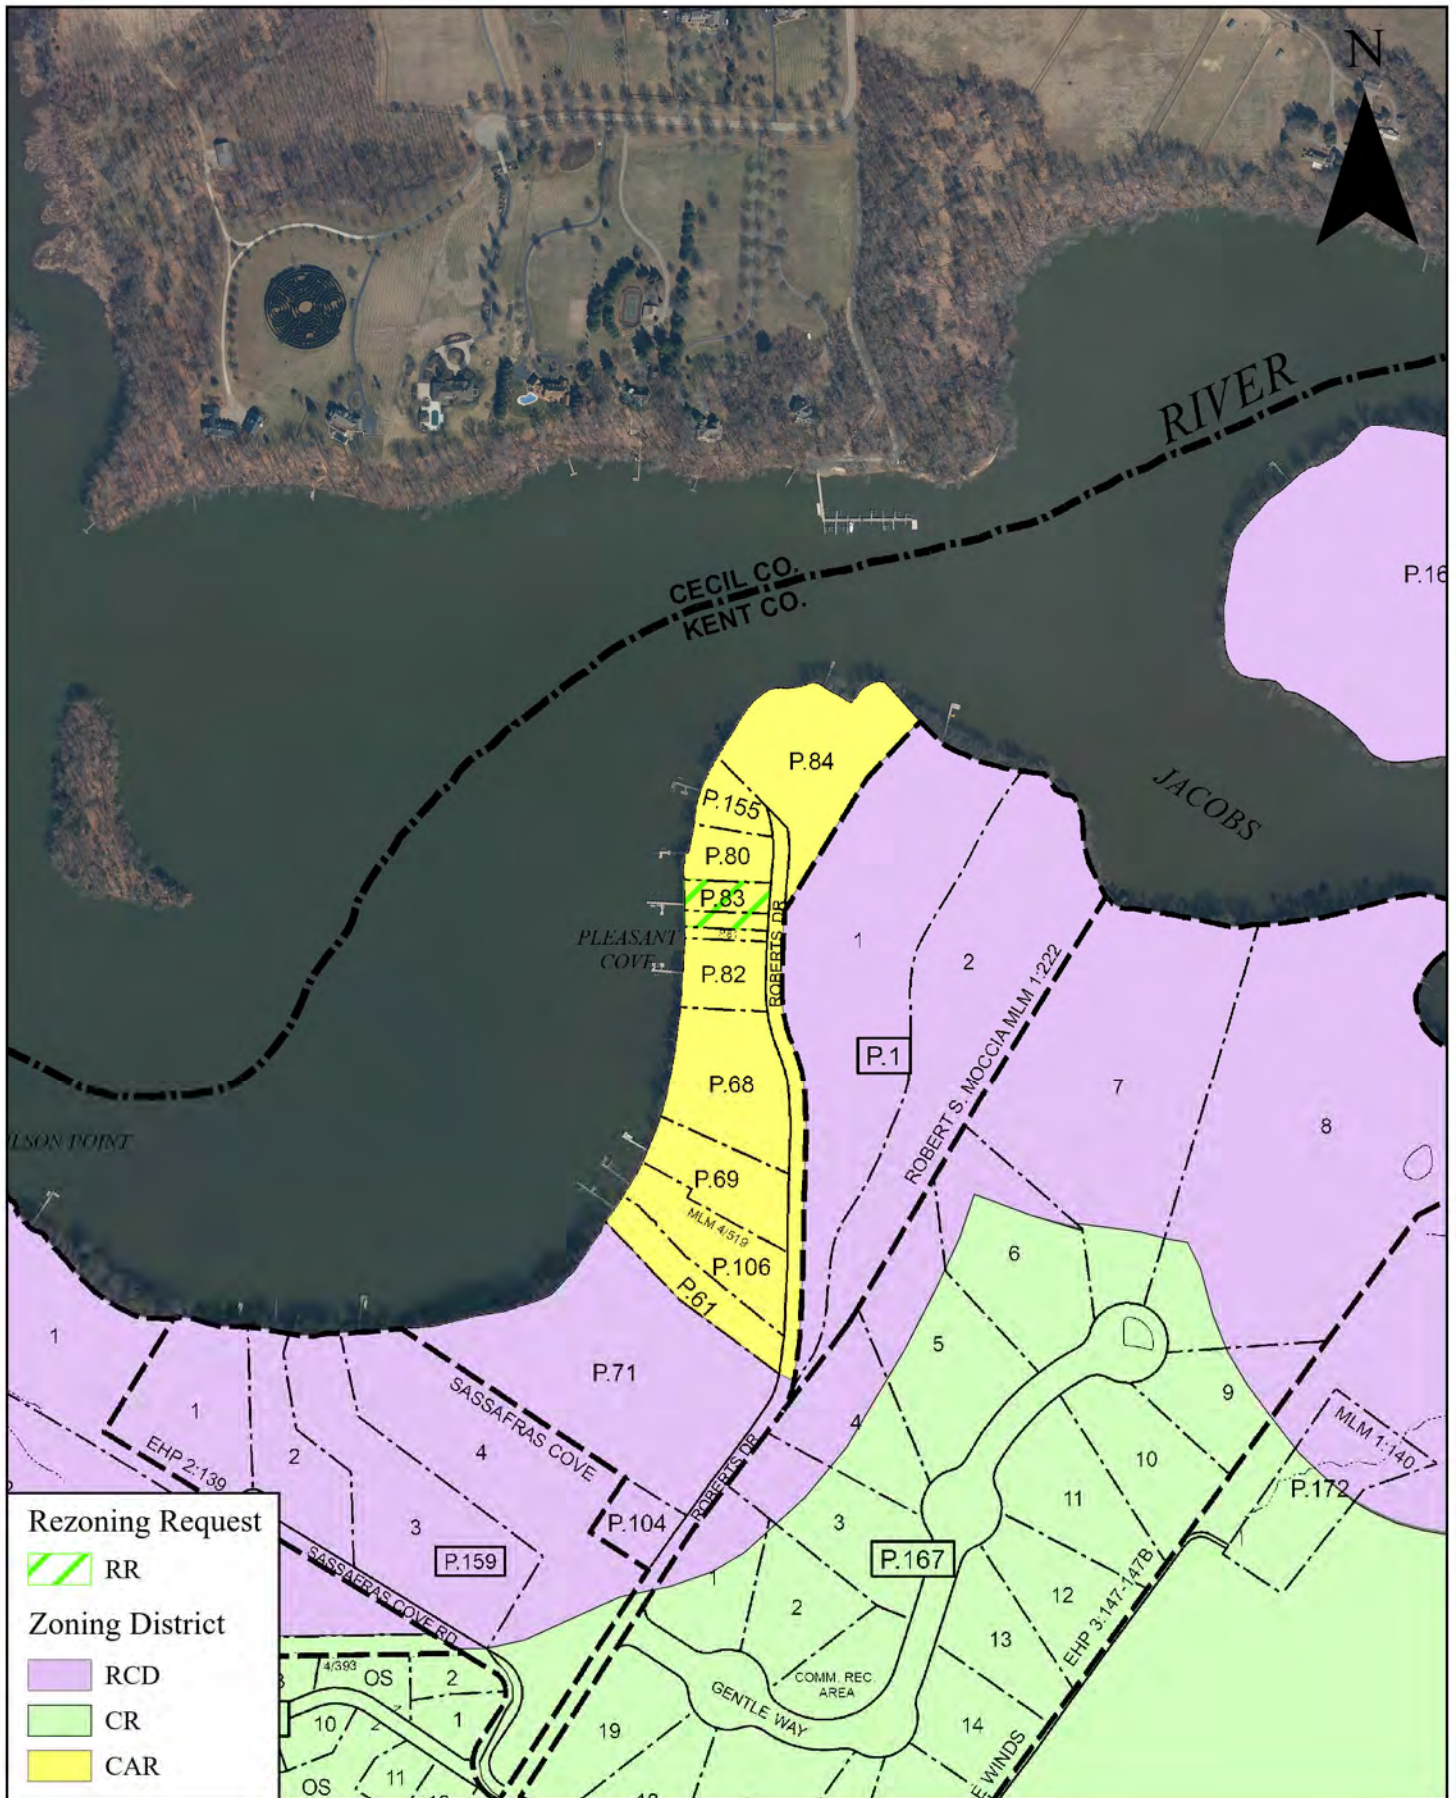 N
RIVER
CECIL CO.
KENT CO.
P.16
P.84
JACOBS
P.155
P.80
P.83
P.81
PLEASANT
COVE
P.82
ROBERTS DR
1
2
ROBERT S. MOCCIA MLM 1:222
P.1
P.68
7
8
LSON POINT
P.69
MLM 4/519
P.106
P.61
6
5
1
P.71
SASSAFRAS COVE
9
4
MLM 1:140
1
EHP 2:139
2
4
10
P.172
ROBERTS DR
11
3
P.104
3
P.159
P.167
SASSAFRAS COVE RD
1
2
12
EHP 3:147-147B
13
COMM. REC.
AREA
GENTLE WAY
14
19
E WINDS
4/393
OS
2
10
2
1
11
OS
Rezoning Request
RR
Zoning District
RCD
CR
CAR